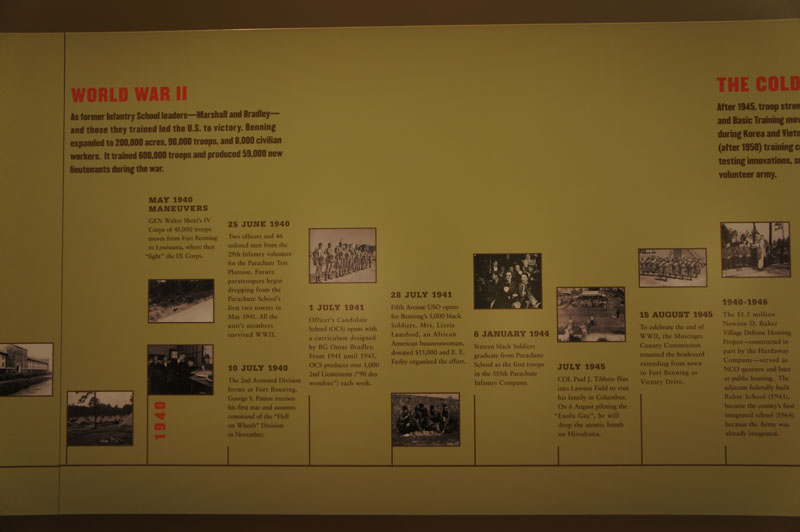 WORLD WAR II
As former Infantry School leaders—Marshall and Bradley—
and those they trained led the U.S. to victory. Benning
expanded to 200,000 acres, 90,000 troops, and 6,000 civilian
workers. It trained 600,000 troops and produced 59,000 new
lieutenants during the war.
MAY 1940
MANEUVERS
GEN Walter Short's IV
Corps of 41,000 troops
moves from Fort Benning
to Louisiana, where they
"fight" the IX Corps.
1940
25 JUNE 1940
Two officers and 46
enlisted men from the
29th Infantry volunteer
for the Parachute Test
Platoon. Future
paratroopers begin
dropping from the
Parachute School's
first two towers in
May 1941. All the
unit's members
survived WWII.
10 JULY 1940
The 2nd Armored Division
forms at Fort Benning.
George S. Patton receives
his first star and assumes
command of the "Hell
on Wheels" Division
in November.
1 JULY 1941
Officer's Candidate
School (OCS) opens with
a curriculum designed
by BG Omar Bradley.
From 1941 until 1945,
OCS produces over 1,000
2nd Lieutenants ("90 day
wonders") each week.
28 JULY 1941
Fifth Avenue USO opens
for Benning's 5,000 black
Soldiers. Mrs. Lizzie
Lunsford, an African
American businesswoman,
donated $15,000 and E. E.
Farley organized the effort.
6 JANUARY 1944
Sixteen black Soldiers
graduate from Parachute
School as the first troops
in the 555th Parachute
Infantry Company.
JULY 1945
COL Paul J. Tibbets flies
into Lawson Field to visit
his family in Columbus.
On 6 August piloting the
"Enola Gay", he will
drop the atomic bomb
on Hiroshima.
15 AUGUST 1945
To celebrate the end of
WWII, the Muscogee
County Commission
renamed the boulevard
extending from town
to Fort Benning as
Victory Drive.
THE COLD
After 1945, troop stren
and Basic Training mov
during Korea and Vietn
(after 1950) training c
testing innovations, s
volunteer army.
1940-1946
The $1.3 million
Newton D. Baker
Village Defense Housing
Project—constructed in
part by the Hardaway
Company—served as
NCO quarters and later
as public housing. The
adjacent federally built
Baker School (1943),
became the county's first
integrated school (1964)
because the Army was
already integrated.